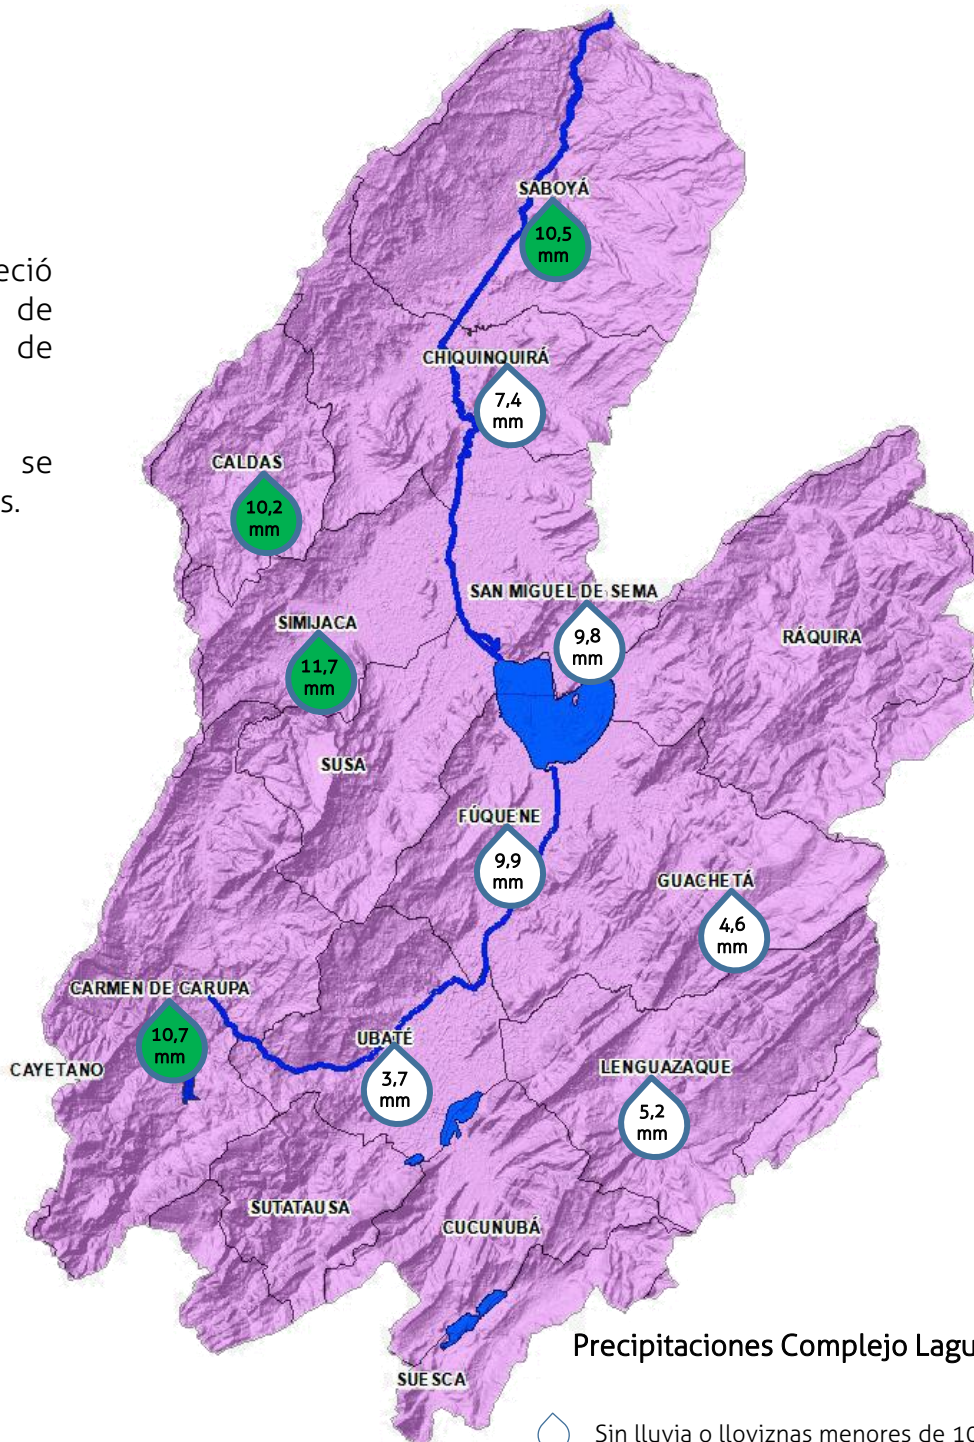 SABOYÁ
10,5
mm
eció
de
de
CHIQUINQUIRÁ
7,4
mm
se
s.
CALDAS
10,2
mm
SAN MIGUEL DE SEMA
9,8
mm
SIMIJACA
11,7
mm
RÁQUIRA
SUSA
FÚQUENE
9,9
mm
GUACHETÁ
4,6
mm
CARMEN DE CARUPA
10,7
mm
CAYETANO
UBATÉ
3,7
mm
LENGUAZAQUE
5,2
mm
SUTATAUSA
CUCUNUBÁ
Precipitaciones Complejo Lagu
SUESCA
Sin lluvia o lloviznas menores de 10